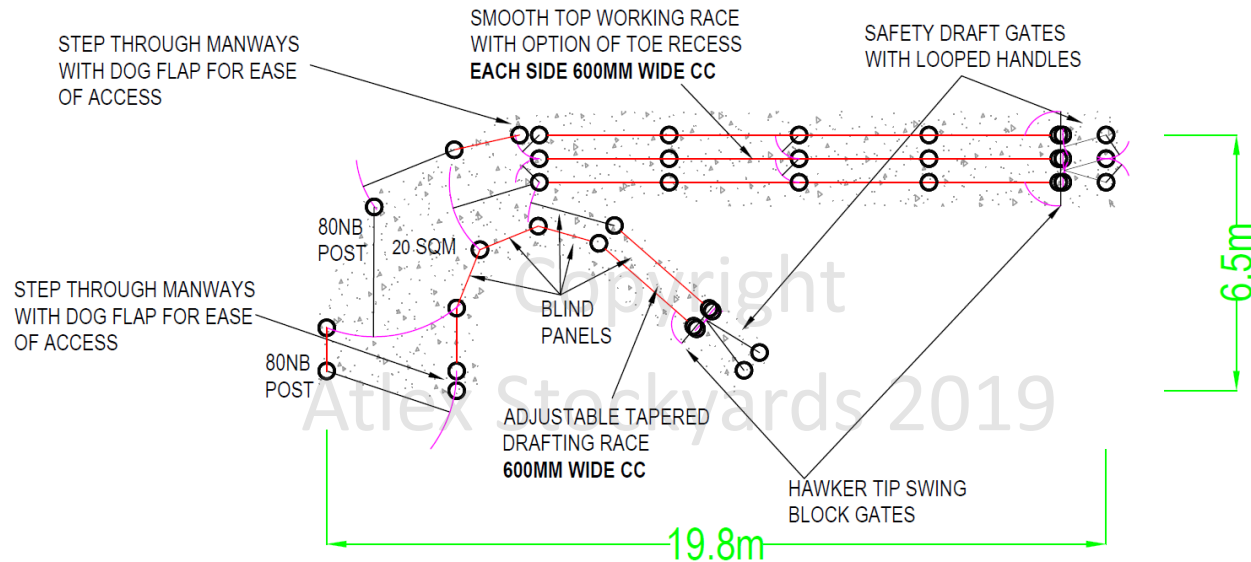 STEP THROUGH MANWAYS
WITH DOG FLAP FOR EASE
OF ACCESS
SMOOTH TOP WORKING RACE
WITH OPTION OF TOE RECESS
EACH SIDE 600MM WIDE CC
SAFETY DRAFT GATES
WITH LOOPED HANDLES
80NB
POST
20 SQM
STEP THROUGH MANWAYS
WITH DOG FLAP FOR EASE
OF ACCESS
BLIND
PANELS
Copyright
6.5m
80NB
POST
Atlex Stockyards 2019
ADJUSTABLE TAPERED
DRAFTING RACE
600MM WIDE CC
HAWKER TIP SWING
BLOCK GATES
19.8m